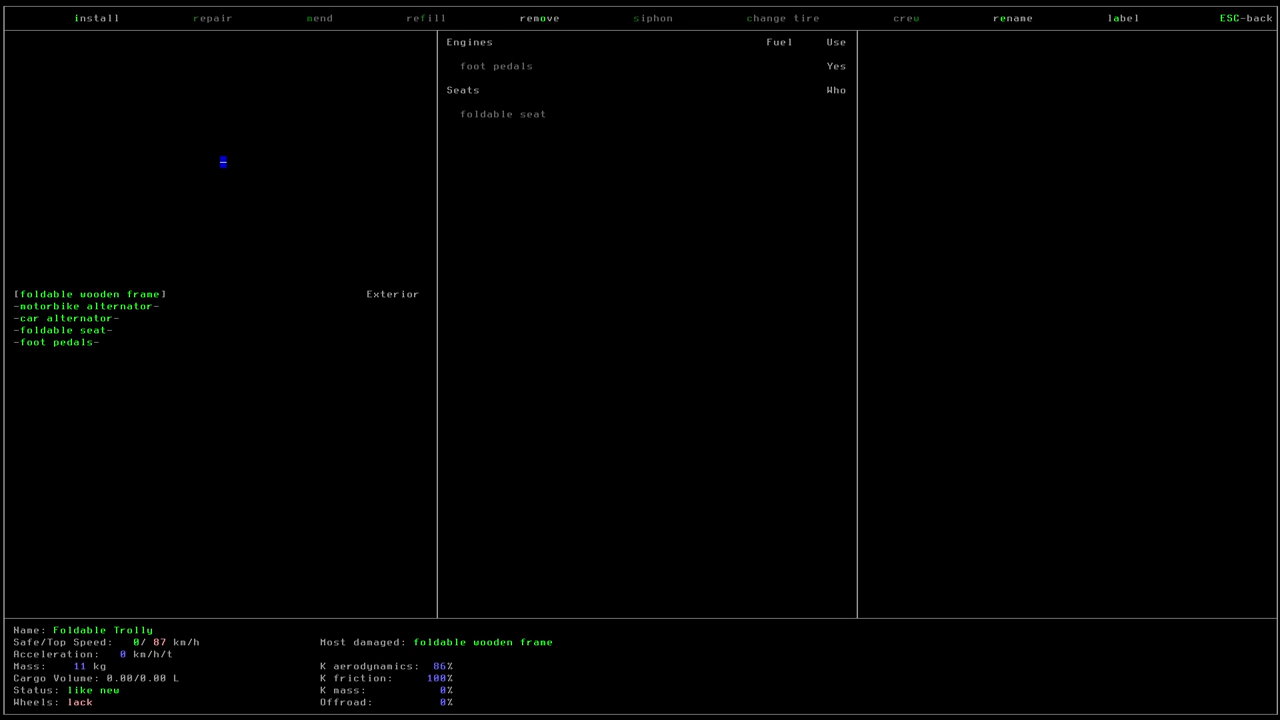 install repair mend refill remove siphon change tire crew rename label ESC-back
Engines Fuel Use
foot pedals Yes
Seats Who
foldable seat
[foldable wooden frame] Exterior
-motorbike alternator-
-car alternator-
-foldable seat-
-foot pedals-
Name: Foldable Trolly
Safe/Top Speed: 0/ 87 km/h Most damaged: foldable wooden frame
Acceleration: 0 km/h/t
Mass: 11 kg K aerodynamics: 86%
Cargo Volume: 0.00/0.00 L K friction: 100%
Status: like new K mass: 0%
Wheels: lack Offroad: 0%